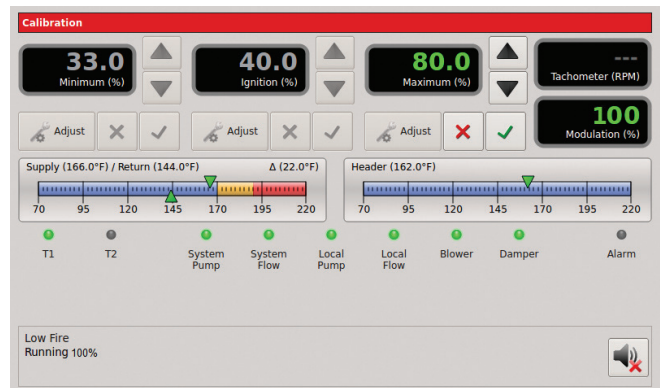 Calibration
33.0
Minimum (%)
40.0
Ignition (%)
80.0
Maximum (%)
---
Tachometer (RPM)
Adjust
Adjust
Adjust
100
Modulation (%)
Supply (166.0°F) / Return (144.0°F) Δ (22.0°F)
70 95 120 145 170 195 220
Header (162.0°F)
70 95 120 145 170 195 220
T1
T2
System Pump
System Flow
Local Pump
Local Flow
Blower
Damper
Alarm
Low Fire
Running 100%